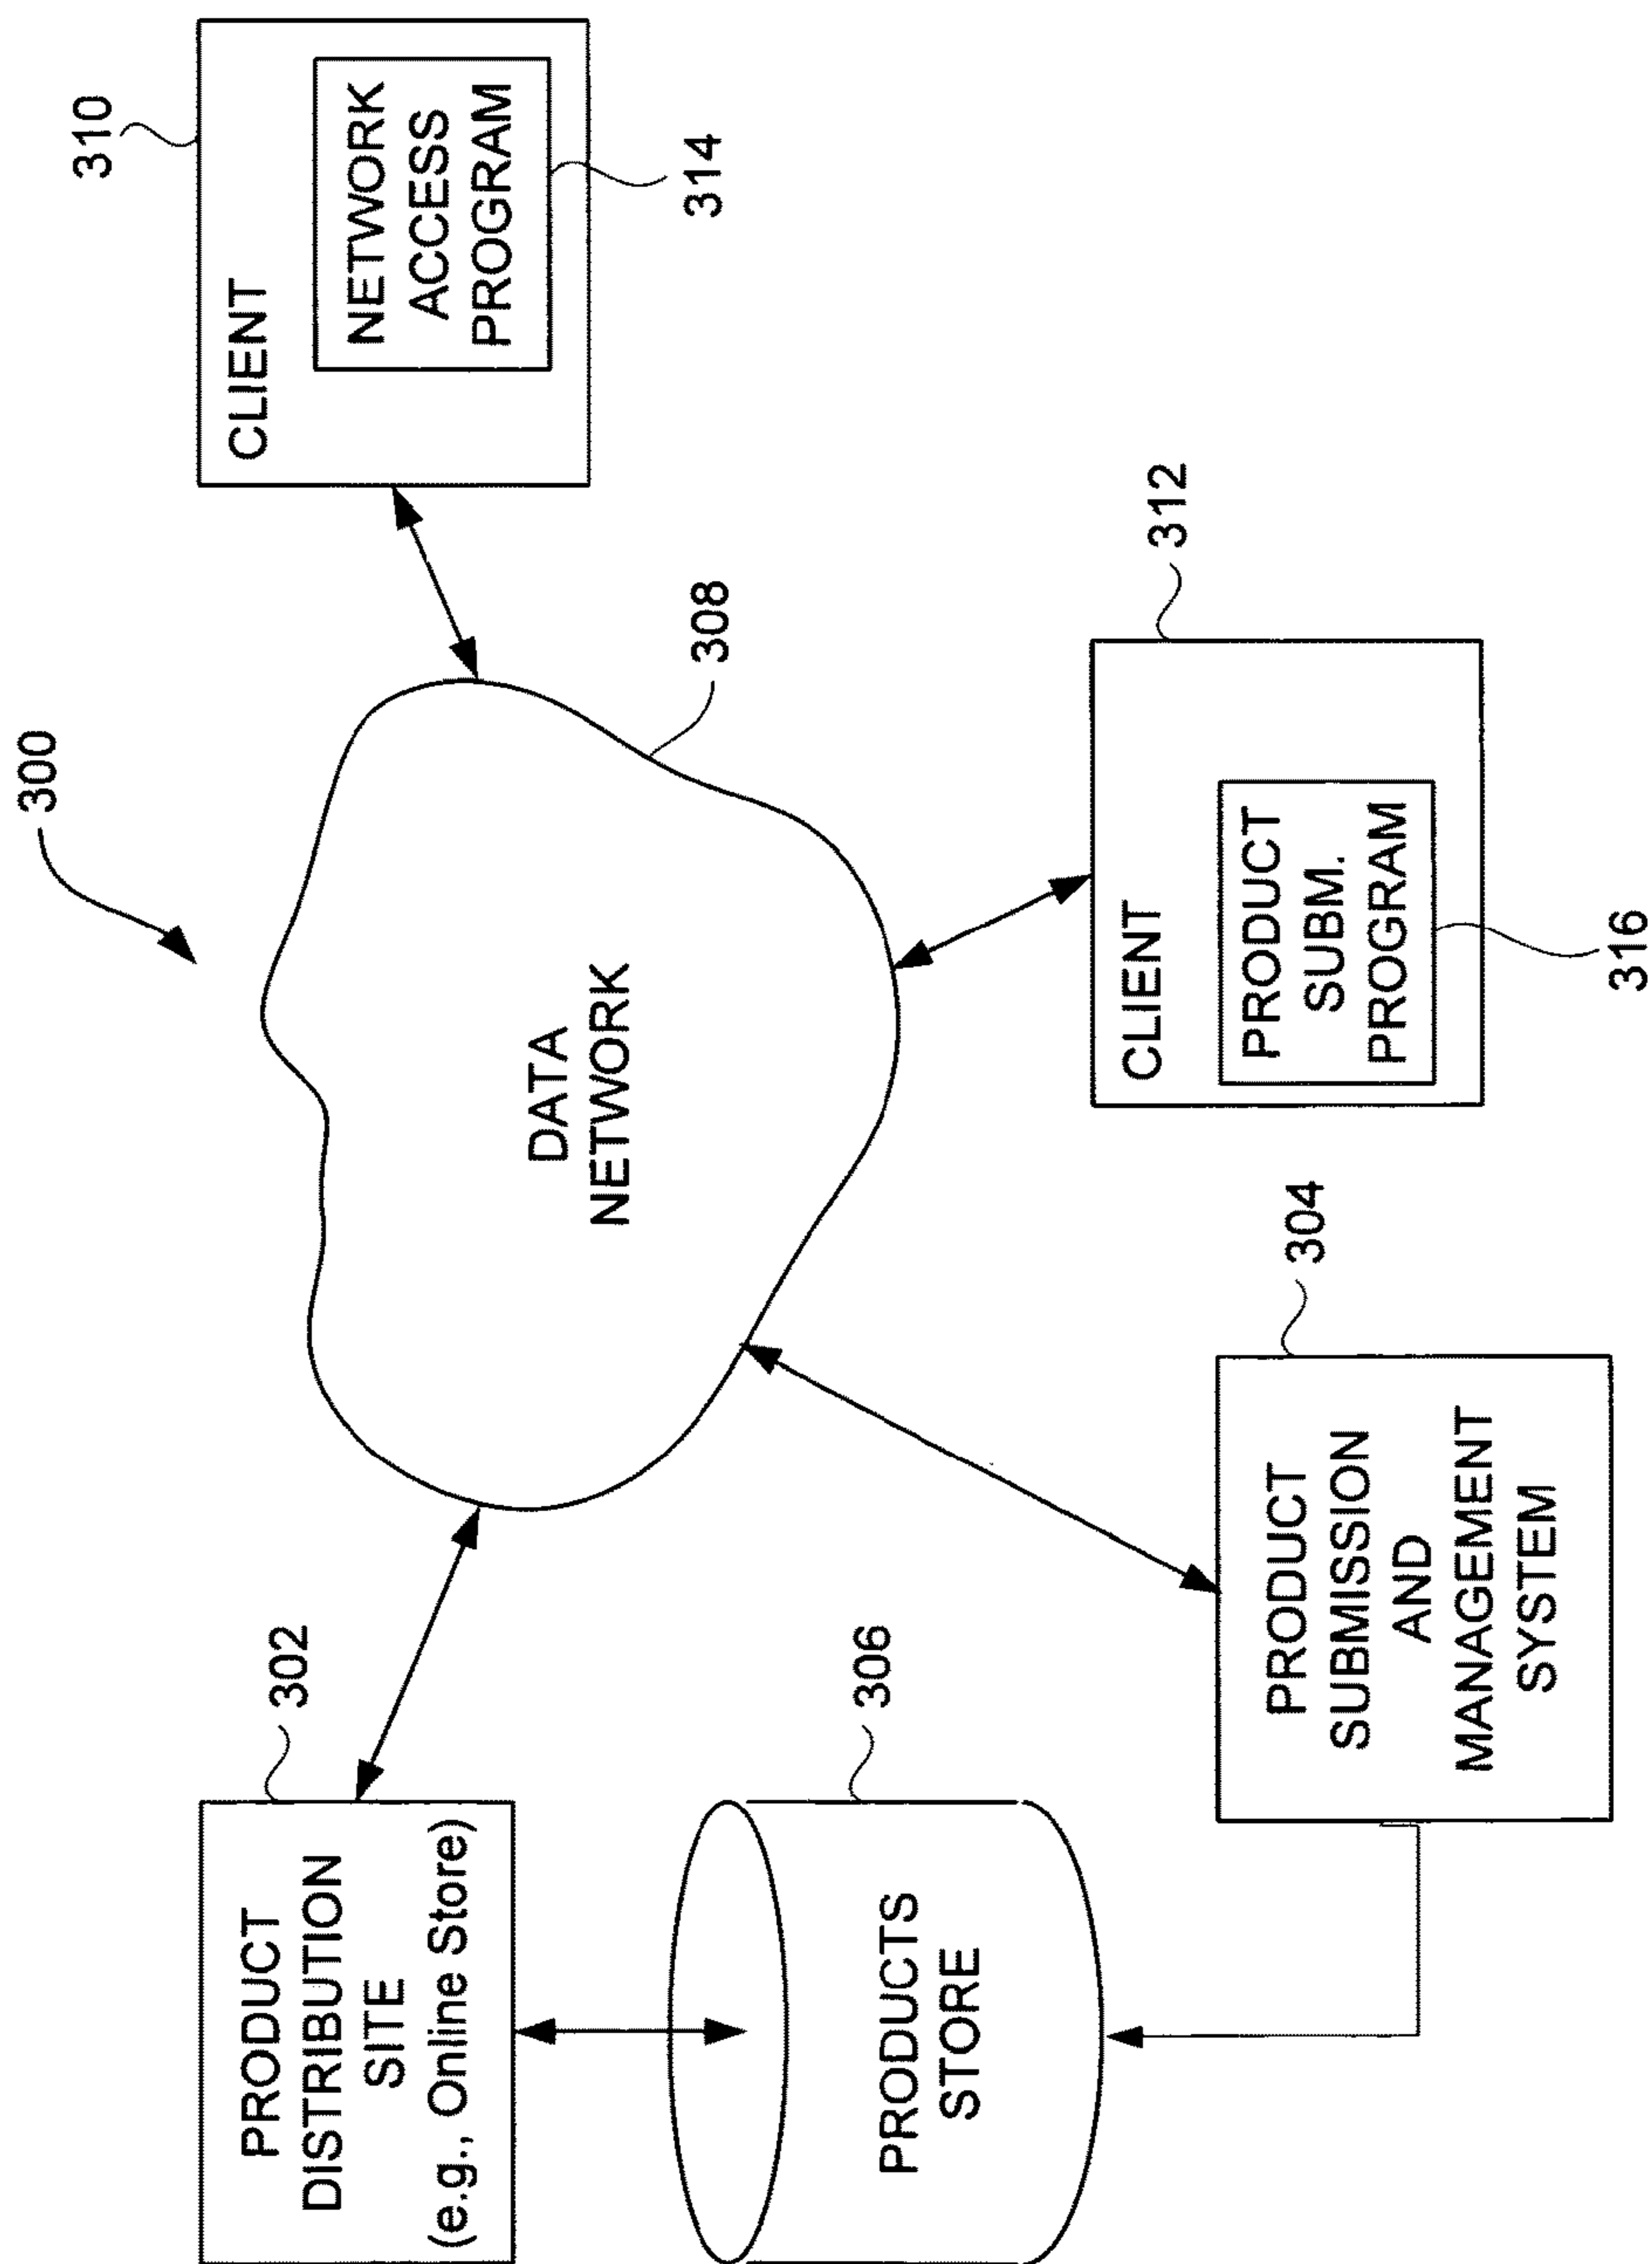 300
302
PRODUCT
DISTRIBUTION
SITE
(e.g., Online Store)
306
PRODUCTS
STORE
304
PRODUCT
SUBMISSION
AND
MANAGEMENT
SYSTEM
DATA
NETWORK
308
310
CLIENT
NETWORK
ACCESS
PROGRAM
314
312
CLIENT
PRODUCT
SUBM.
PROGRAM
316